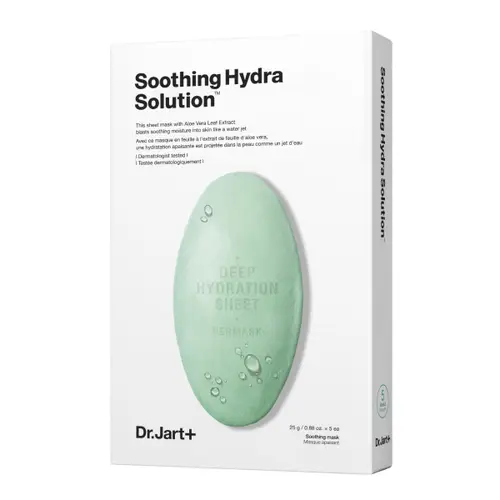 Soothing Hydra
Solution™
This sheet mask with Aloe Vera Leaf Extract
blasts soothing moisture into skin like a water jet
Avec ce masque en feuille à l'extrait de feuille d'aloe vera,
une hydratation apaisante est projetée dans la peau comme un jet d'eau
| Dermatologist tested |
| Testée dermatologiquement |
DEEP
HYDRATION
SHEET
DERMASK
25 g / 0.88 oz. × 5 ea
Soothing mask
Masque apaisant
Dr.Jart+
Soothing Hydra Solution™
5
Dr.Jart+